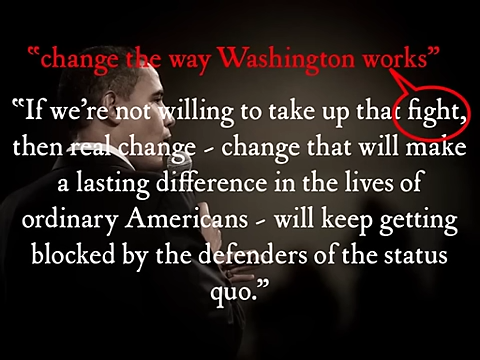 “change the way Washington works”
“If we’re not willing to take up that fight,
then real change - change that will make
a lasting difference in the lives of
ordinary Americans - will keep getting
blocked by the defenders of the status
quo.”